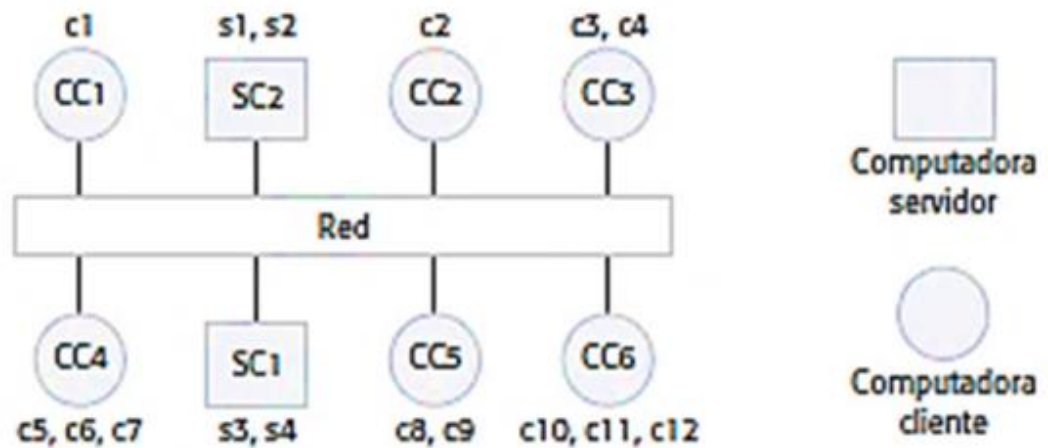 c1
s1, s2
c2
c3, c4
CC1
SC2
CC2
CC3
Computadora
servidor
Red
CC4
SC1
CC5
CC6
c5, c6, c7
s3, s4
c8, c9
c10, c11, c12
Computadora
cliente